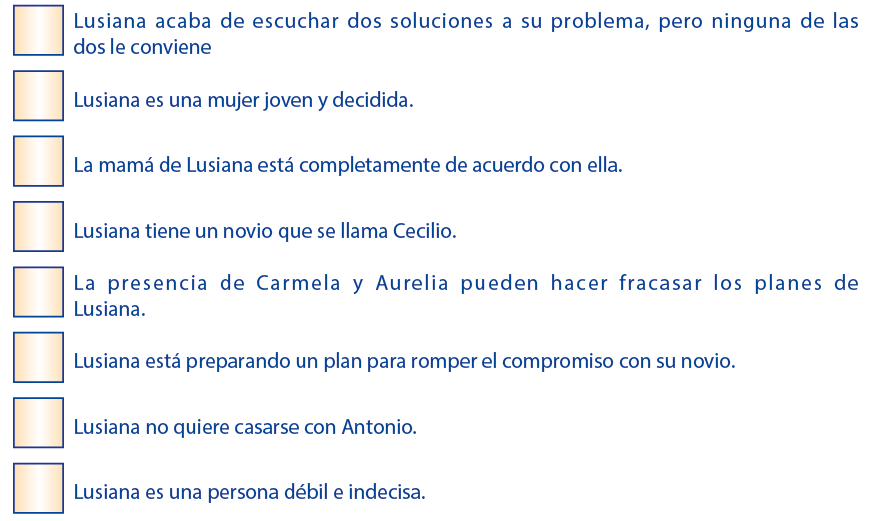 Lusiana acaba de escuchar dos soluciones a su problema, pero ninguna de las
dos le conviene
Lusiana es una mujer joven y decidida.
La mamá de Lusiana está completamente de acuerdo con ella.
Lusiana tiene un novio que se llama Cecilio.
La presencia de Carmela y Aurelia pueden hacer fracasar los planes de
Lusiana.
Lusiana está preparando un plan para romper el compromiso con su novio.
Lusiana no quiere casarse con Antonio.
Lusiana es una persona débil e indecisa.